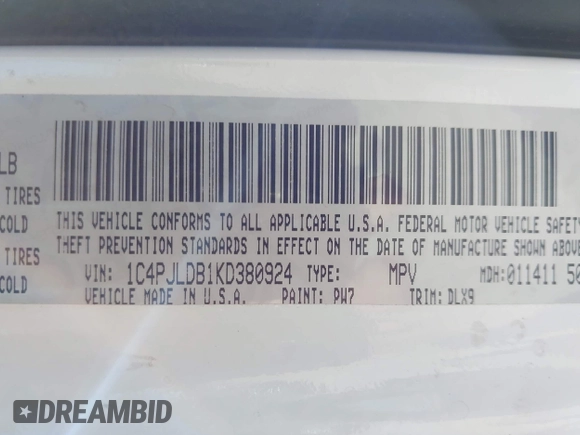 LB
TIRES
COLD
TIRES
COLD
THIS VEHICLE CONFORMS TO ALL APPLICABLE U.S.A. FEDERAL MOTOR VEHICLE SAFETY
THEFT PREVENTION STANDARDS IN EFFECT ON THE DATE OF MANUFACTURE SHOWN ABOVE
VIN: 1C4PJLDB1KD380924 TYPE: MPV MDH: 011411 50
VEHICLE MADE IN U.S.A. PAINT: PW7 TRIM: DLX9
DREAMBID